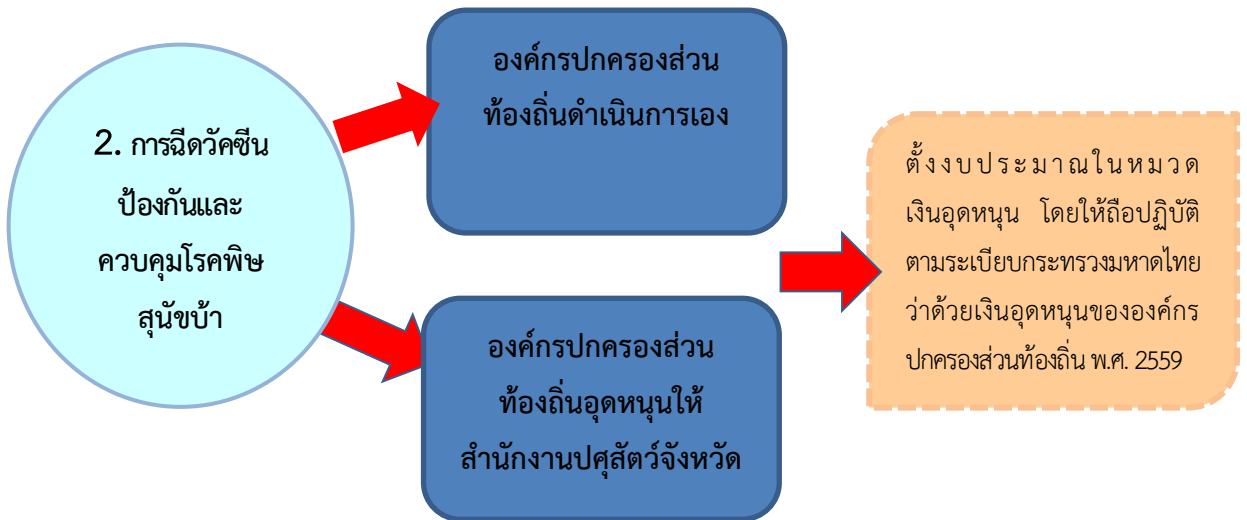 2. การฉีดวัคซีน
ป้องกันและ
ควบคุมโรคพิษ
สุนัขบ้า
องค์กรปกครองส่วน
ท้องถิ่นดำเนินการเอง
องค์กรปกครองส่วน
ท้องถิ่นอุดหนุนให้
สำนักงานปศุสัตว์จังหวัด
ตั้งงบประมาณในหมวด
เงินอุดหนุน โดยให้ถือปฏิบัติ
ตามระเบียบกระทรวงมหาดไทย
ว่าด้วยเงินอุดหนุนขององค์กร
ปกครองส่วนท้องถิ่น พ.ศ. 2559